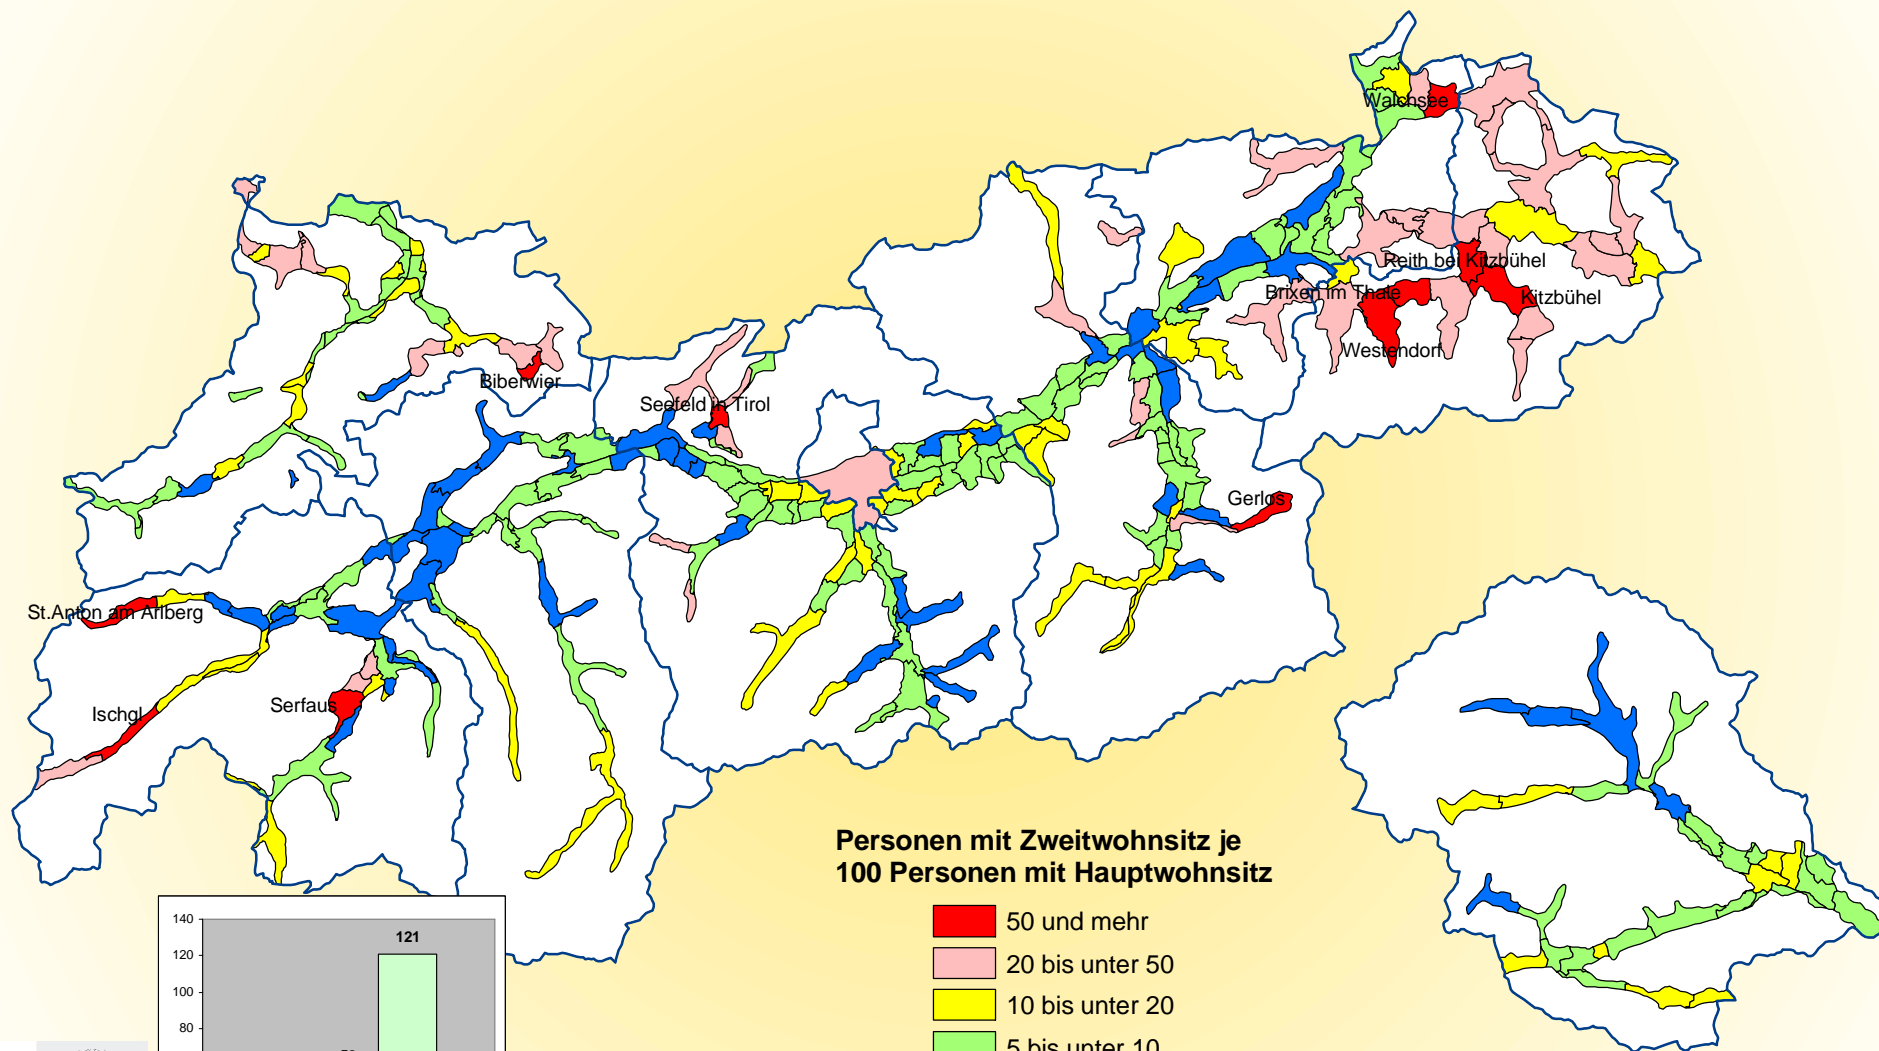 Walchsee
Reith bei Kitzbühel
Brixen im Thale
Kitzbühel
Westendorf
Biberwier
Seefeld in Tirol
Gerlos
St.Anton am Arlberg
Serfaus
Ischgl
Personen mit Zweitwohnsitz je
100 Personen mit Hauptwohnsitz
50 und mehr
20 bis unter 50
10 bis unter 20
5 bis unter 10
140
121
120
100
80